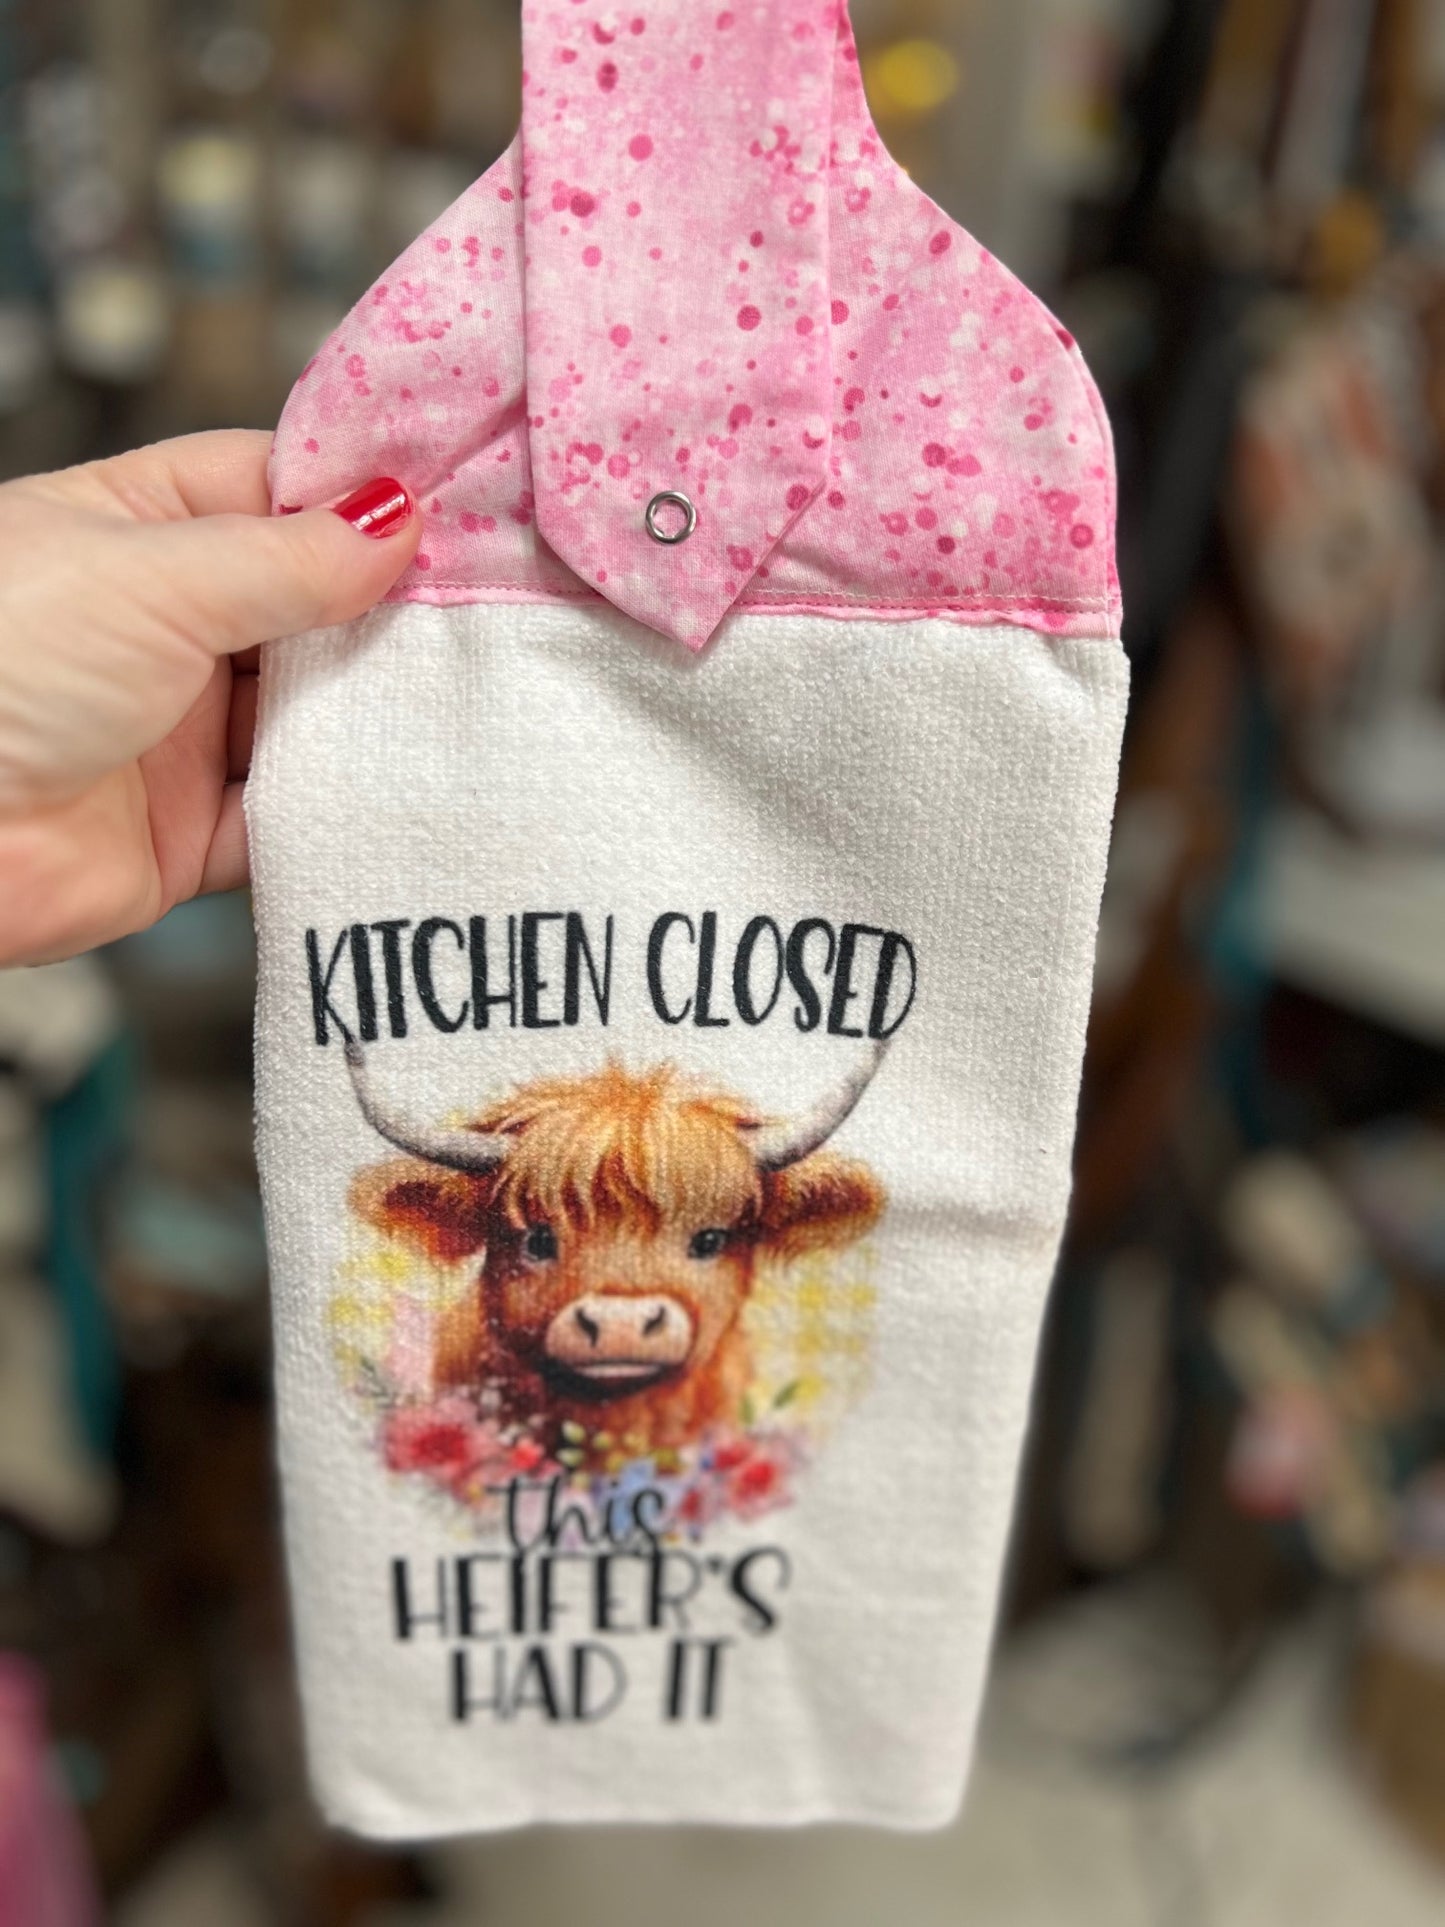 KITCHEN CLOSED
this
HEIFER'S
HAD IT